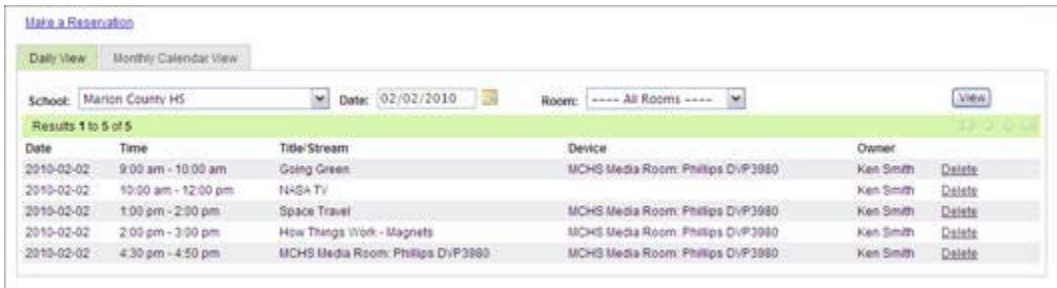 Make a Reservation
Daily View Monthly Calendar View
School: Marion County HS Date: 02/02/2010 Room: ---- All Rooms ---- View
Results 1 to 5 of 5
Date Time Title/Stream Device Owner
2010-02-02 9:00 am - 10:00 am Going Green MCHS Media Room: Phillips DVP3980 Ken Smith Delete
2010-02-02 10:00 am - 12:00 pm NASA TV Ken Smith Delete
2010-02-02 1:00 pm - 2:00 pm Space Travel MCHS Media Room: Phillips DVP3980 Ken Smith Delete
2010-02-02 2:00 pm - 3:00 pm How Things Work - Magnets MCHS Media Room: Phillips DVP3980 Ken Smith Delete
2010-02-02 4:30 pm - 4:50 pm MCHS Media Room: Phillips DVP3980 MCHS Media Room: Phillips DVP3980 Ken Smith Delete